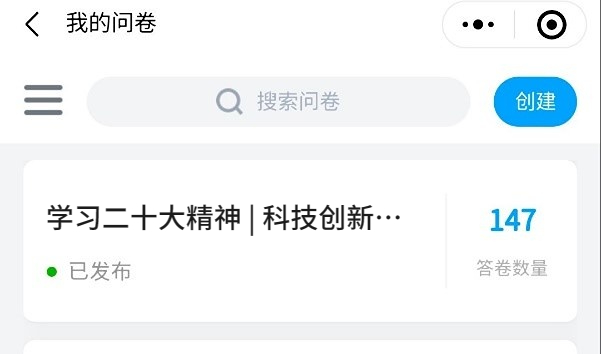 我的问卷
搜索问卷
创建
学习二十大精神 | 科技创新…
147
已发布
答卷数量